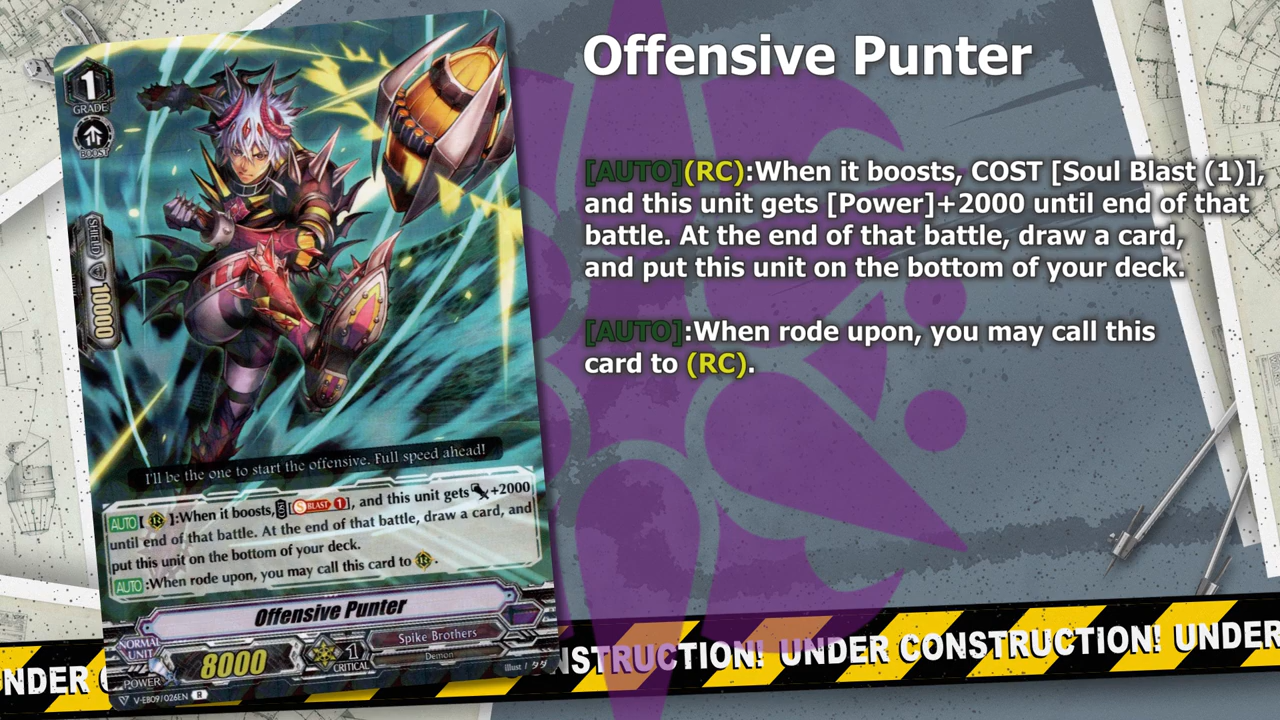 Offensive Punter
[AUTO](RC):When it boosts, COST [Soul Blast (1)],
and this unit gets [Power]+2000 until end of that
battle. At the end of that battle, draw a card,
and put this unit on the bottom of your deck.
[AUTO]:When rode upon, you may call this
card to (RC).
1
GRADE
BOOST
SHIELD 10000
I'll be the one to start the offensive. Full speed ahead!
AUTO [ R ]:When it boosts, COST [S BLAST 1], and this unit gets +2000
until end of that battle. At the end of that battle, draw a card, and
put this unit on the bottom of your deck.
AUTO :When rode upon, you may call this card to R .
Offensive Punter
NORMAL
UNIT
POWER
8000
1
CRITICAL
Spike Brothers
Demon
illust / タダ
V-EB09/026EN R
UNDER CONSTRUCTION! UNDER CONSTRUCTION! UNDER